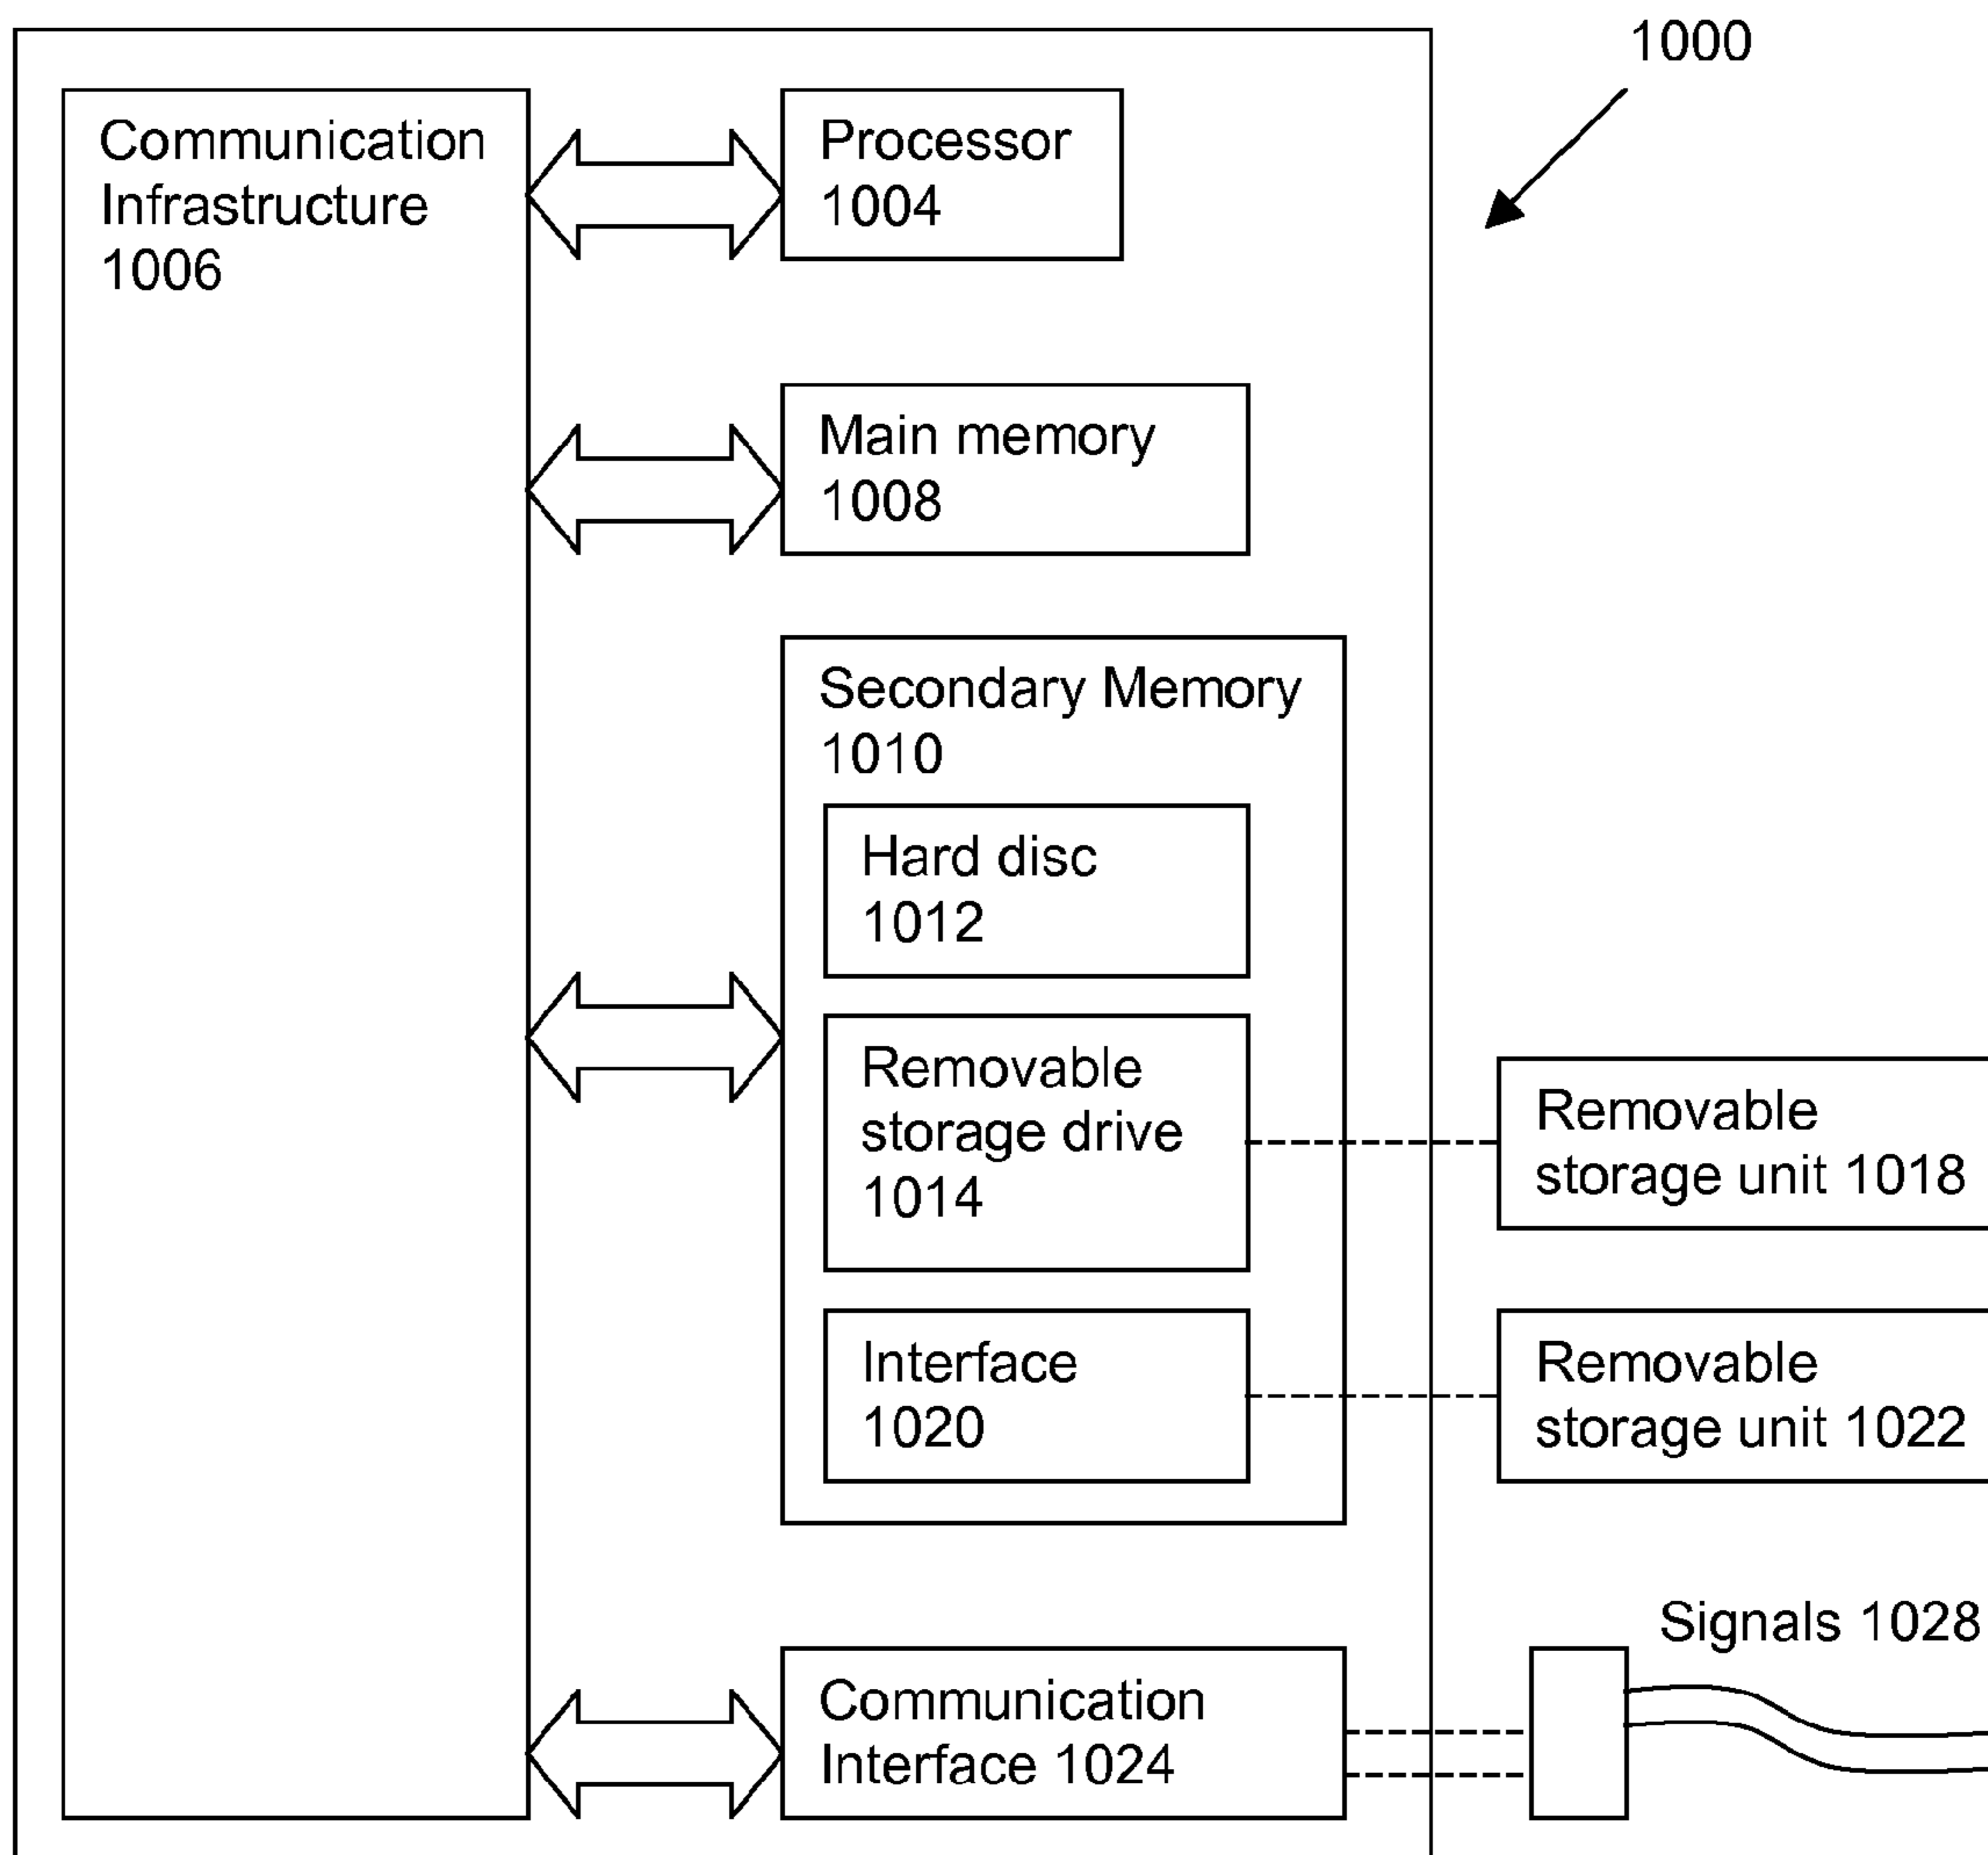 1000
Communication
Infrastructure
1006
Processor
1004
Main memory
1008
Secondary Memory
1010
Hard disc
1012
Removable
storage drive
1014
Removable
storage unit 1018
Interface
1020
Removable
storage unit 1022
Signals 1028
Communication
Interface 1024